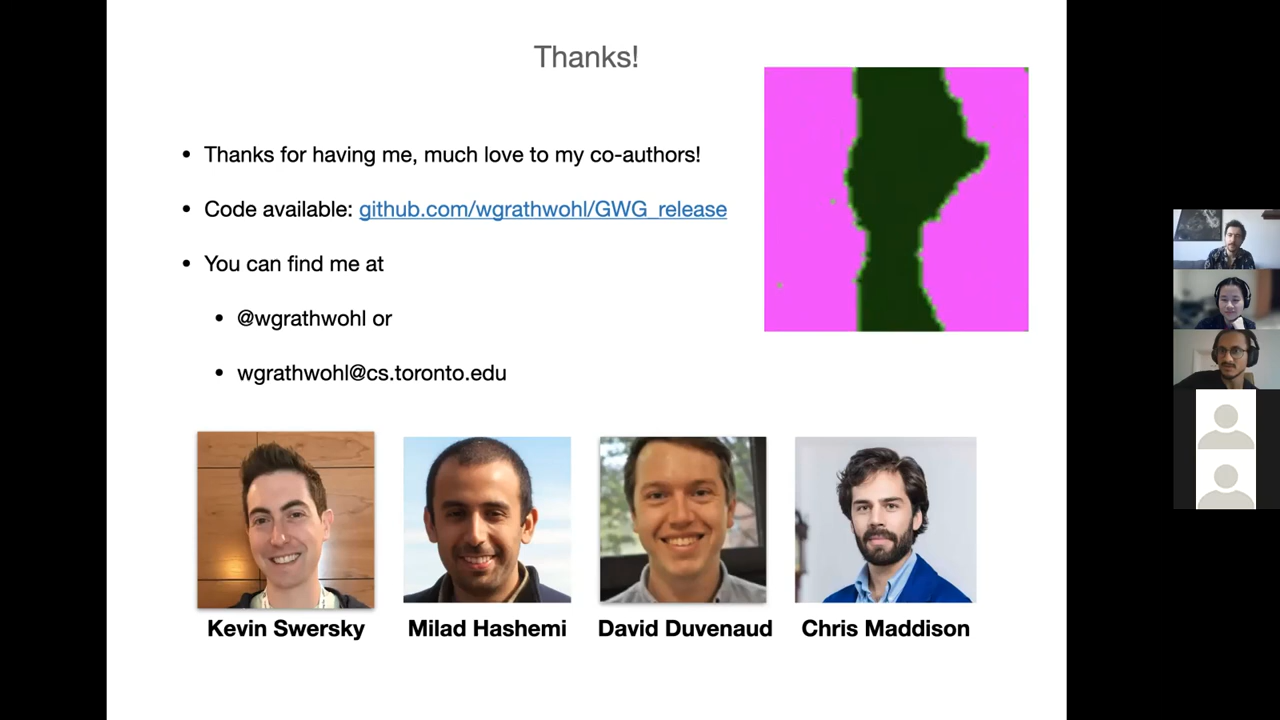 Thanks!
• Thanks for having me, much love to my co-authors!
• Code available: github.com/wgrathwohl/GWG_release
• You can find me at
• @wgrathwohl or
• wgrathwohl@cs.toronto.edu
Kevin Swersky
Milad Hashemi
David Duvenaud
Chris Maddison